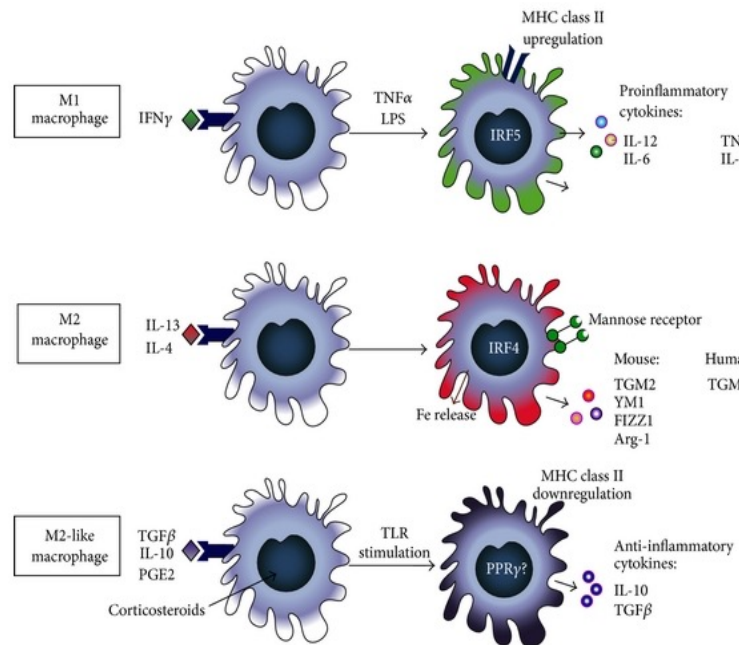 M1
macrophage
IFNγ
TNFα
LPS
MHC class II
upregulation
IRF5
Proinflammatory
cytokines:
IL-12
IL-6
M2
macrophage
IL-13
IL-4
IRF4
Fe release
Mannose receptor
Mouse:
TGM2
YM1
FIZZ1
Arg-1
M2-like
macrophage
TGFβ
IL-10
PGE2
Corticosteroids
TLR
stimulation
MHC class II
downregulation
PPRγ?
Anti-inflammatory
cytokines:
IL-10
TGFβ